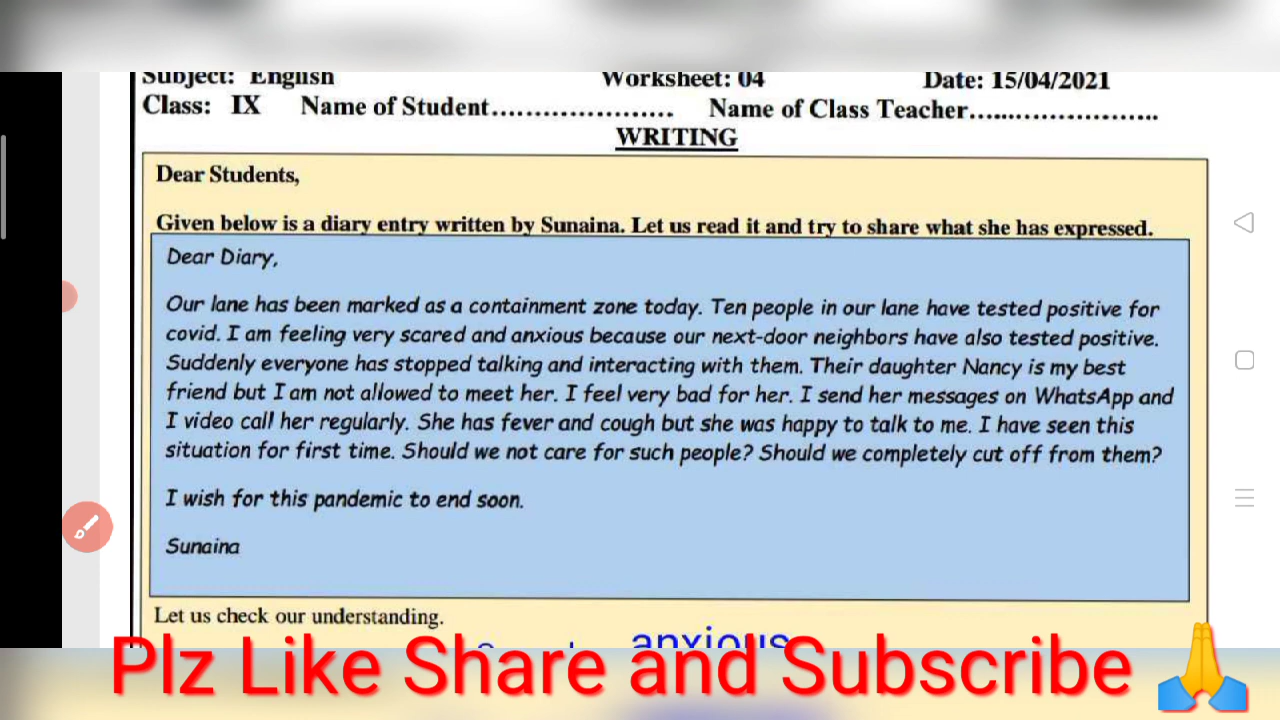 Subject: English Worksheet: 04 Date: 15/04/2021
Class: IX Name of Student..................... Name of Class Teacher.........................
WRITING
Dear Students,
Given below is a diary entry written by Sunaina. Let us read it and try to share what she has expressed.
Dear Diary,
Our lane has been marked as a containment zone today. Ten people in our lane have tested positive for
covid. I am feeling very scared and anxious because our next-door neighbors have also tested positive.
Suddenly everyone has stopped talking and interacting with them. Their daughter Nancy is my best
friend but I am not allowed to meet her. I feel very bad for her. I send her messages on WhatsApp and
I video call her regularly. She has fever and cough but she was happy to talk to me. I have seen this
situation for first time. Should we not care for such people? Should we completely cut off from them?
I wish for this pandemic to end soon.
Sunaina
Let us check our understanding.
anxious
Plz Like Share and Subscribe 🙏